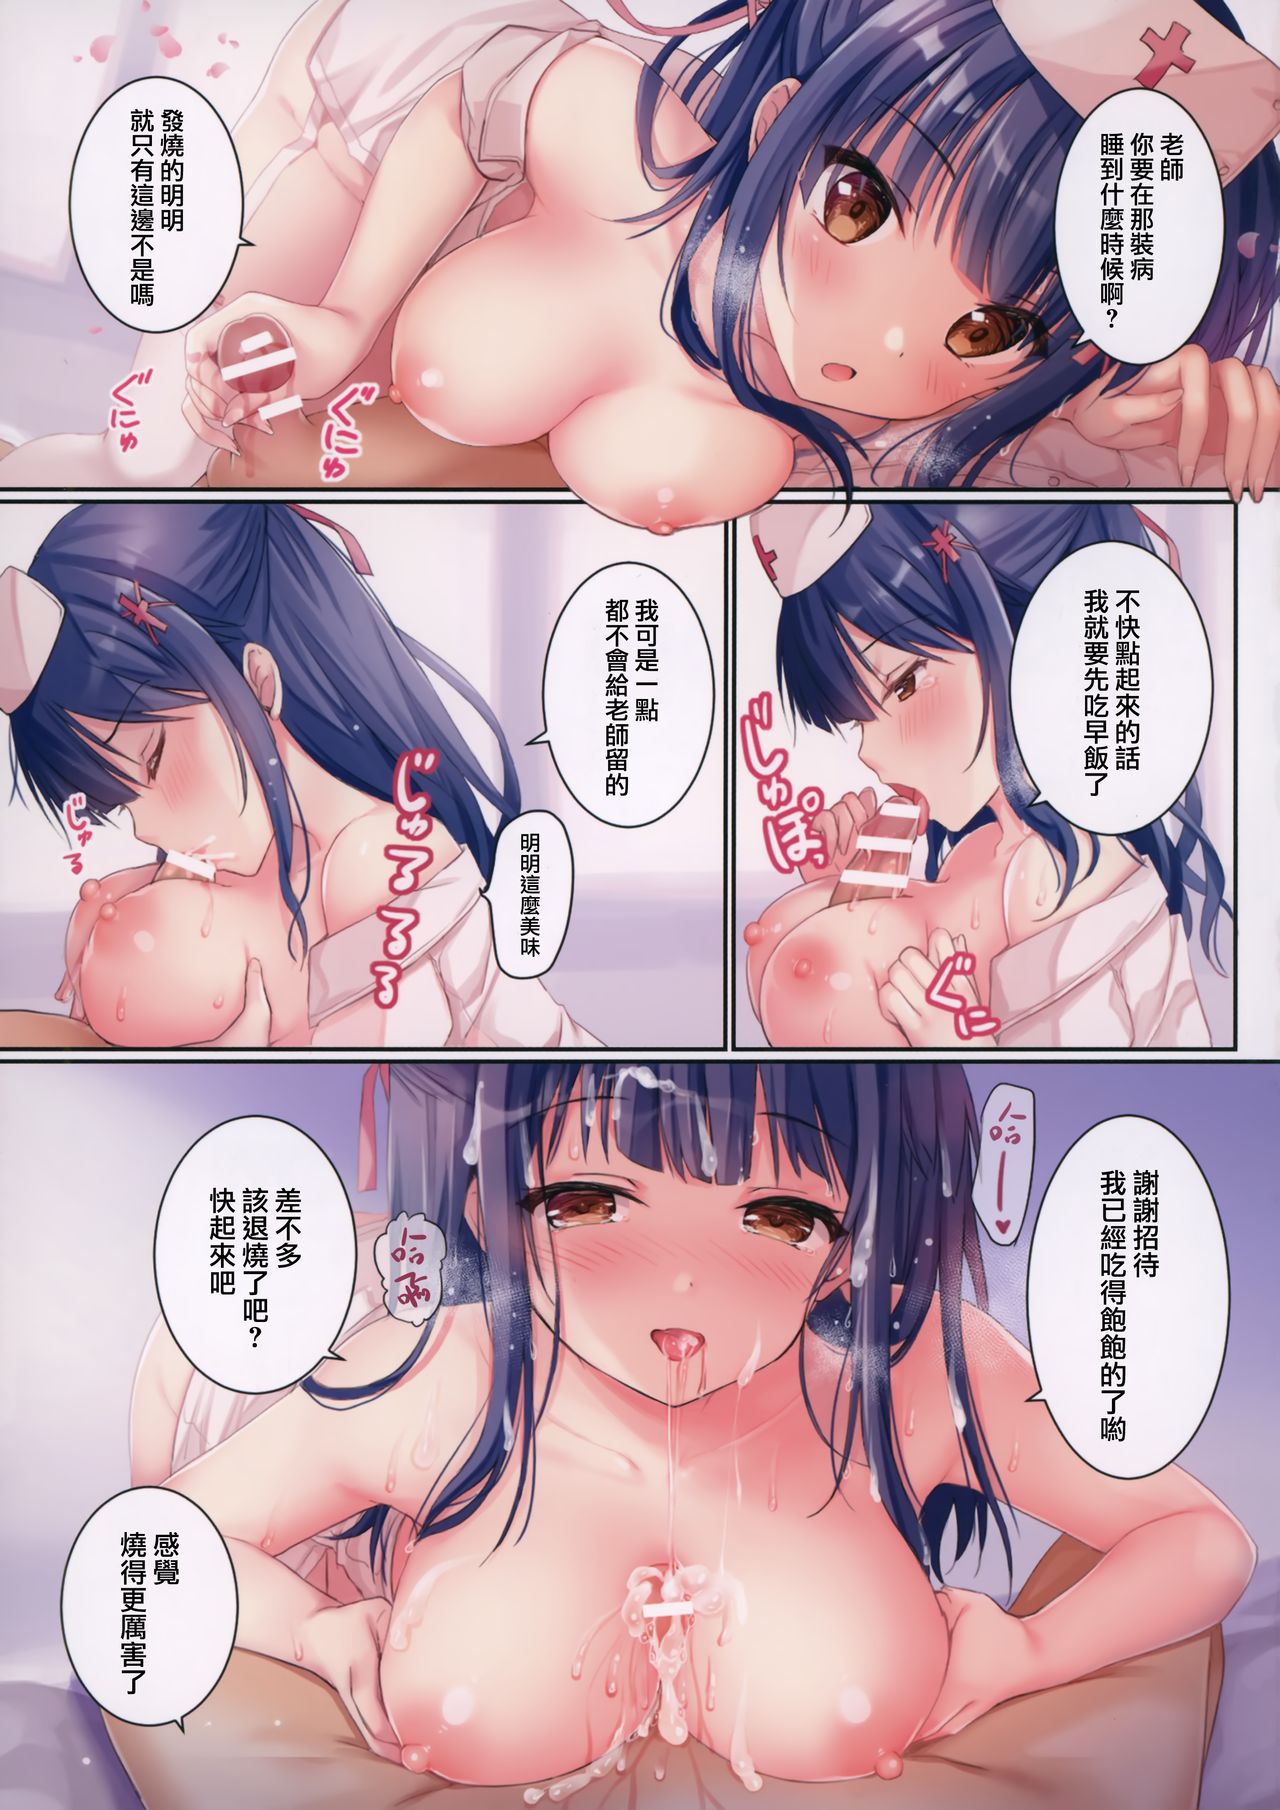 老師
你要在那裝病
睡到什麼時候啊?
發燒的明明
就只有這邊不是嗎
ぐにゅ
ぐにゅ
不快點起來的話
我就要先吃早飯了
じゅぽっ
ぐに
我可是一點
都不會給老師留的
明明這麼美味
じゅるるる
じゅるる
謝謝招待
我已經吃得飽飽的了喲
哈ー♥
哈啊
差不多
該退燒了吧?
快起來吧
感覺
燒得更厲害了